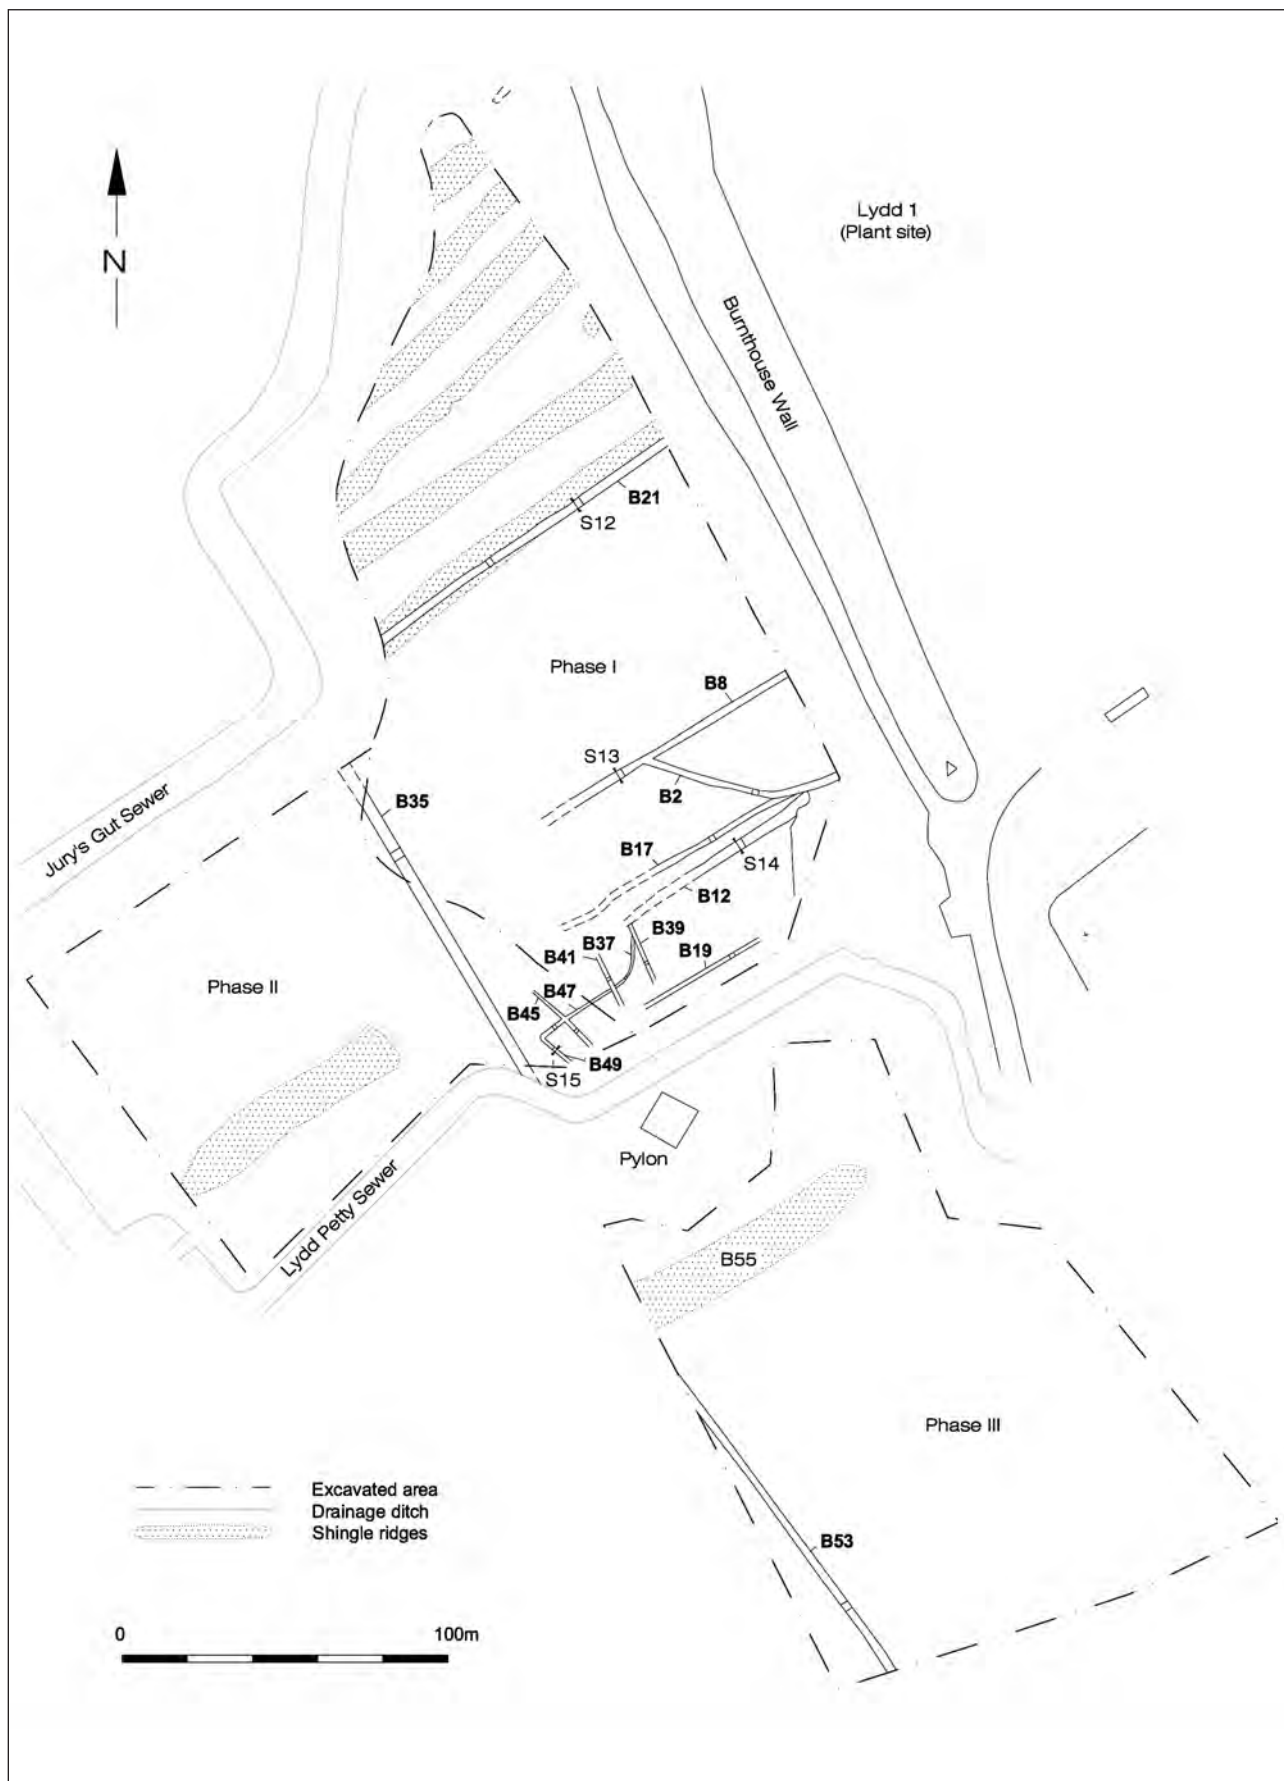 Lydd 1
(Plant site)
N
Burnthouse Wall
B21
S12
Phase I
B8
S13
B2
B35
Jury's Gut Sewer
B17
S14
B12
B39
B37
B41
B19
Phase II
B47
B45
B49
S15
Pylon
Lydd Petty Sewer
B55
Phase III
Excavated area
Drainage ditch
Shingle ridges
B53
0 100m